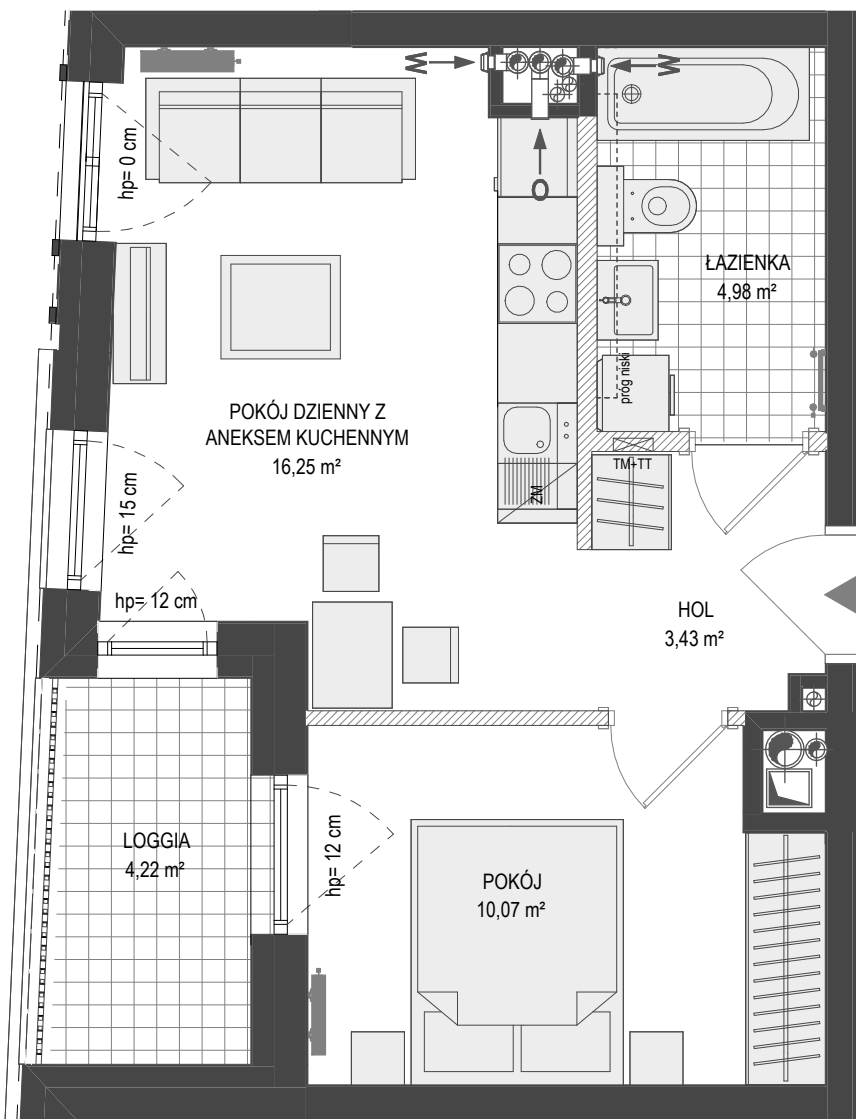 W
W
hp= 0 cm
O
ŁAZIENKA
4,98 m²
próg niski
POKÓJ DZIENNY Z
ANEKSEM KUCHENNYM
16,25 m²
TM+TT
ZM
hp= 15 cm
hp= 12 cm
HOL
3,43 m²
LOGGIA
4,22 m²
hp= 12 cm
POKÓJ
10,07 m²